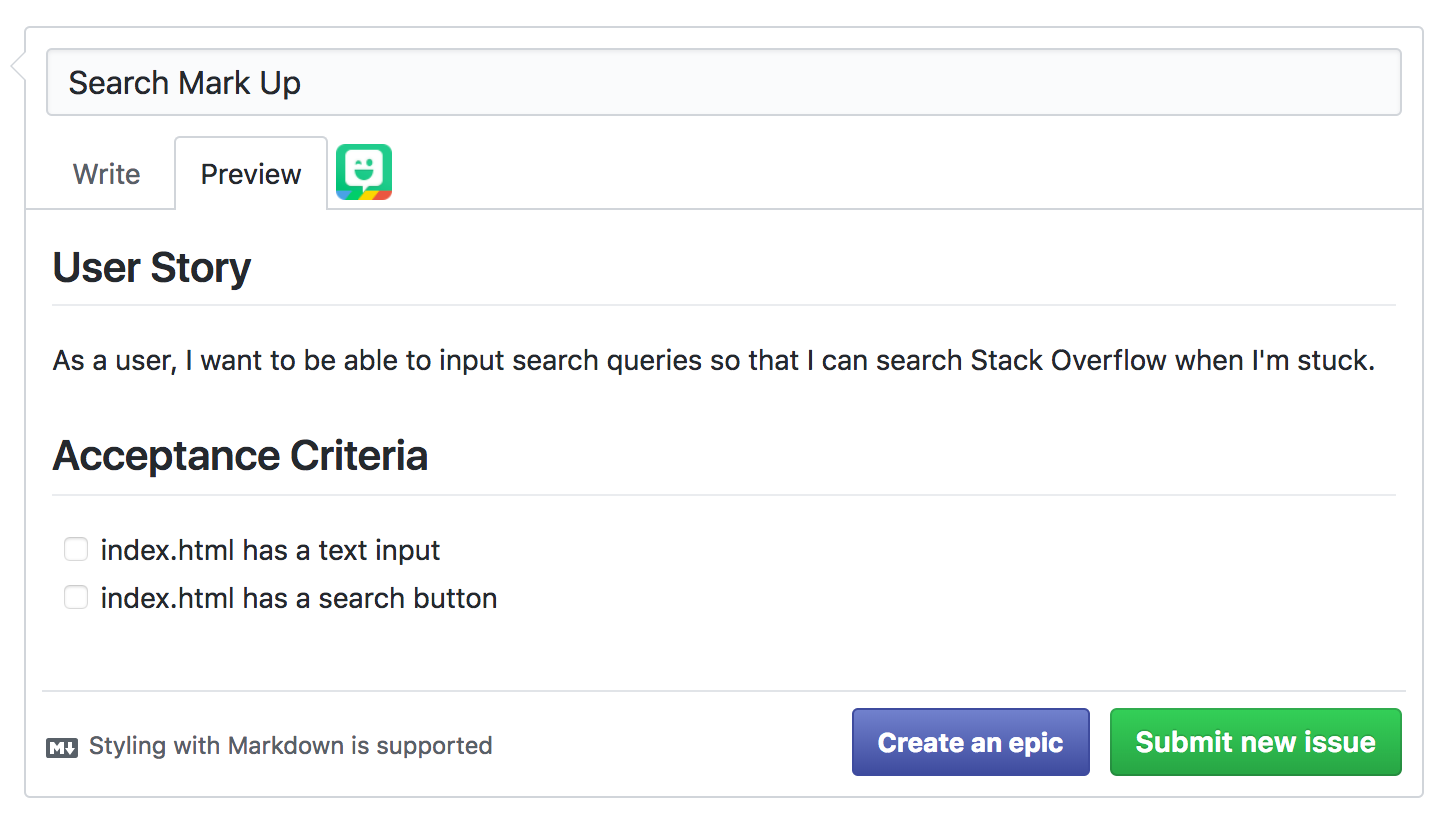 Search Mark Up
Write
Preview
User Story
As a user, I want to be able to input search queries so that I can search Stack Overflow when I'm stuck.
Acceptance Criteria
index.html has a text input
index.html has a search button
M Styling with Markdown is supported
Create an epic
Submit new issue